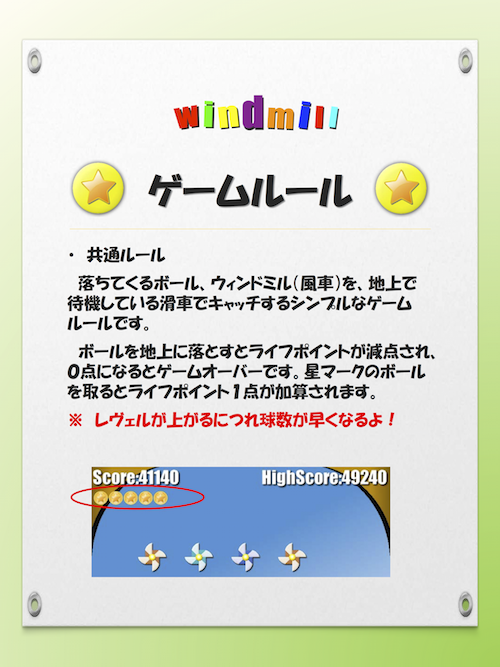 windmill
ゲームルール
・ 共通ルール
落ちてくるボール、ウィンドミル（風車）を、地上で
待機している滑車でキャッチするシンプルなゲーム
ルールです。
ボールを地上に落とすとライフポイントが減点され、
０点になるとゲームオーバーです。星マークのボール
を取るとライフポイント１点が加算されます。
※ レヴェルが上がるにつれ球数が早くなるよ！
Score:41140 HighScore:49240